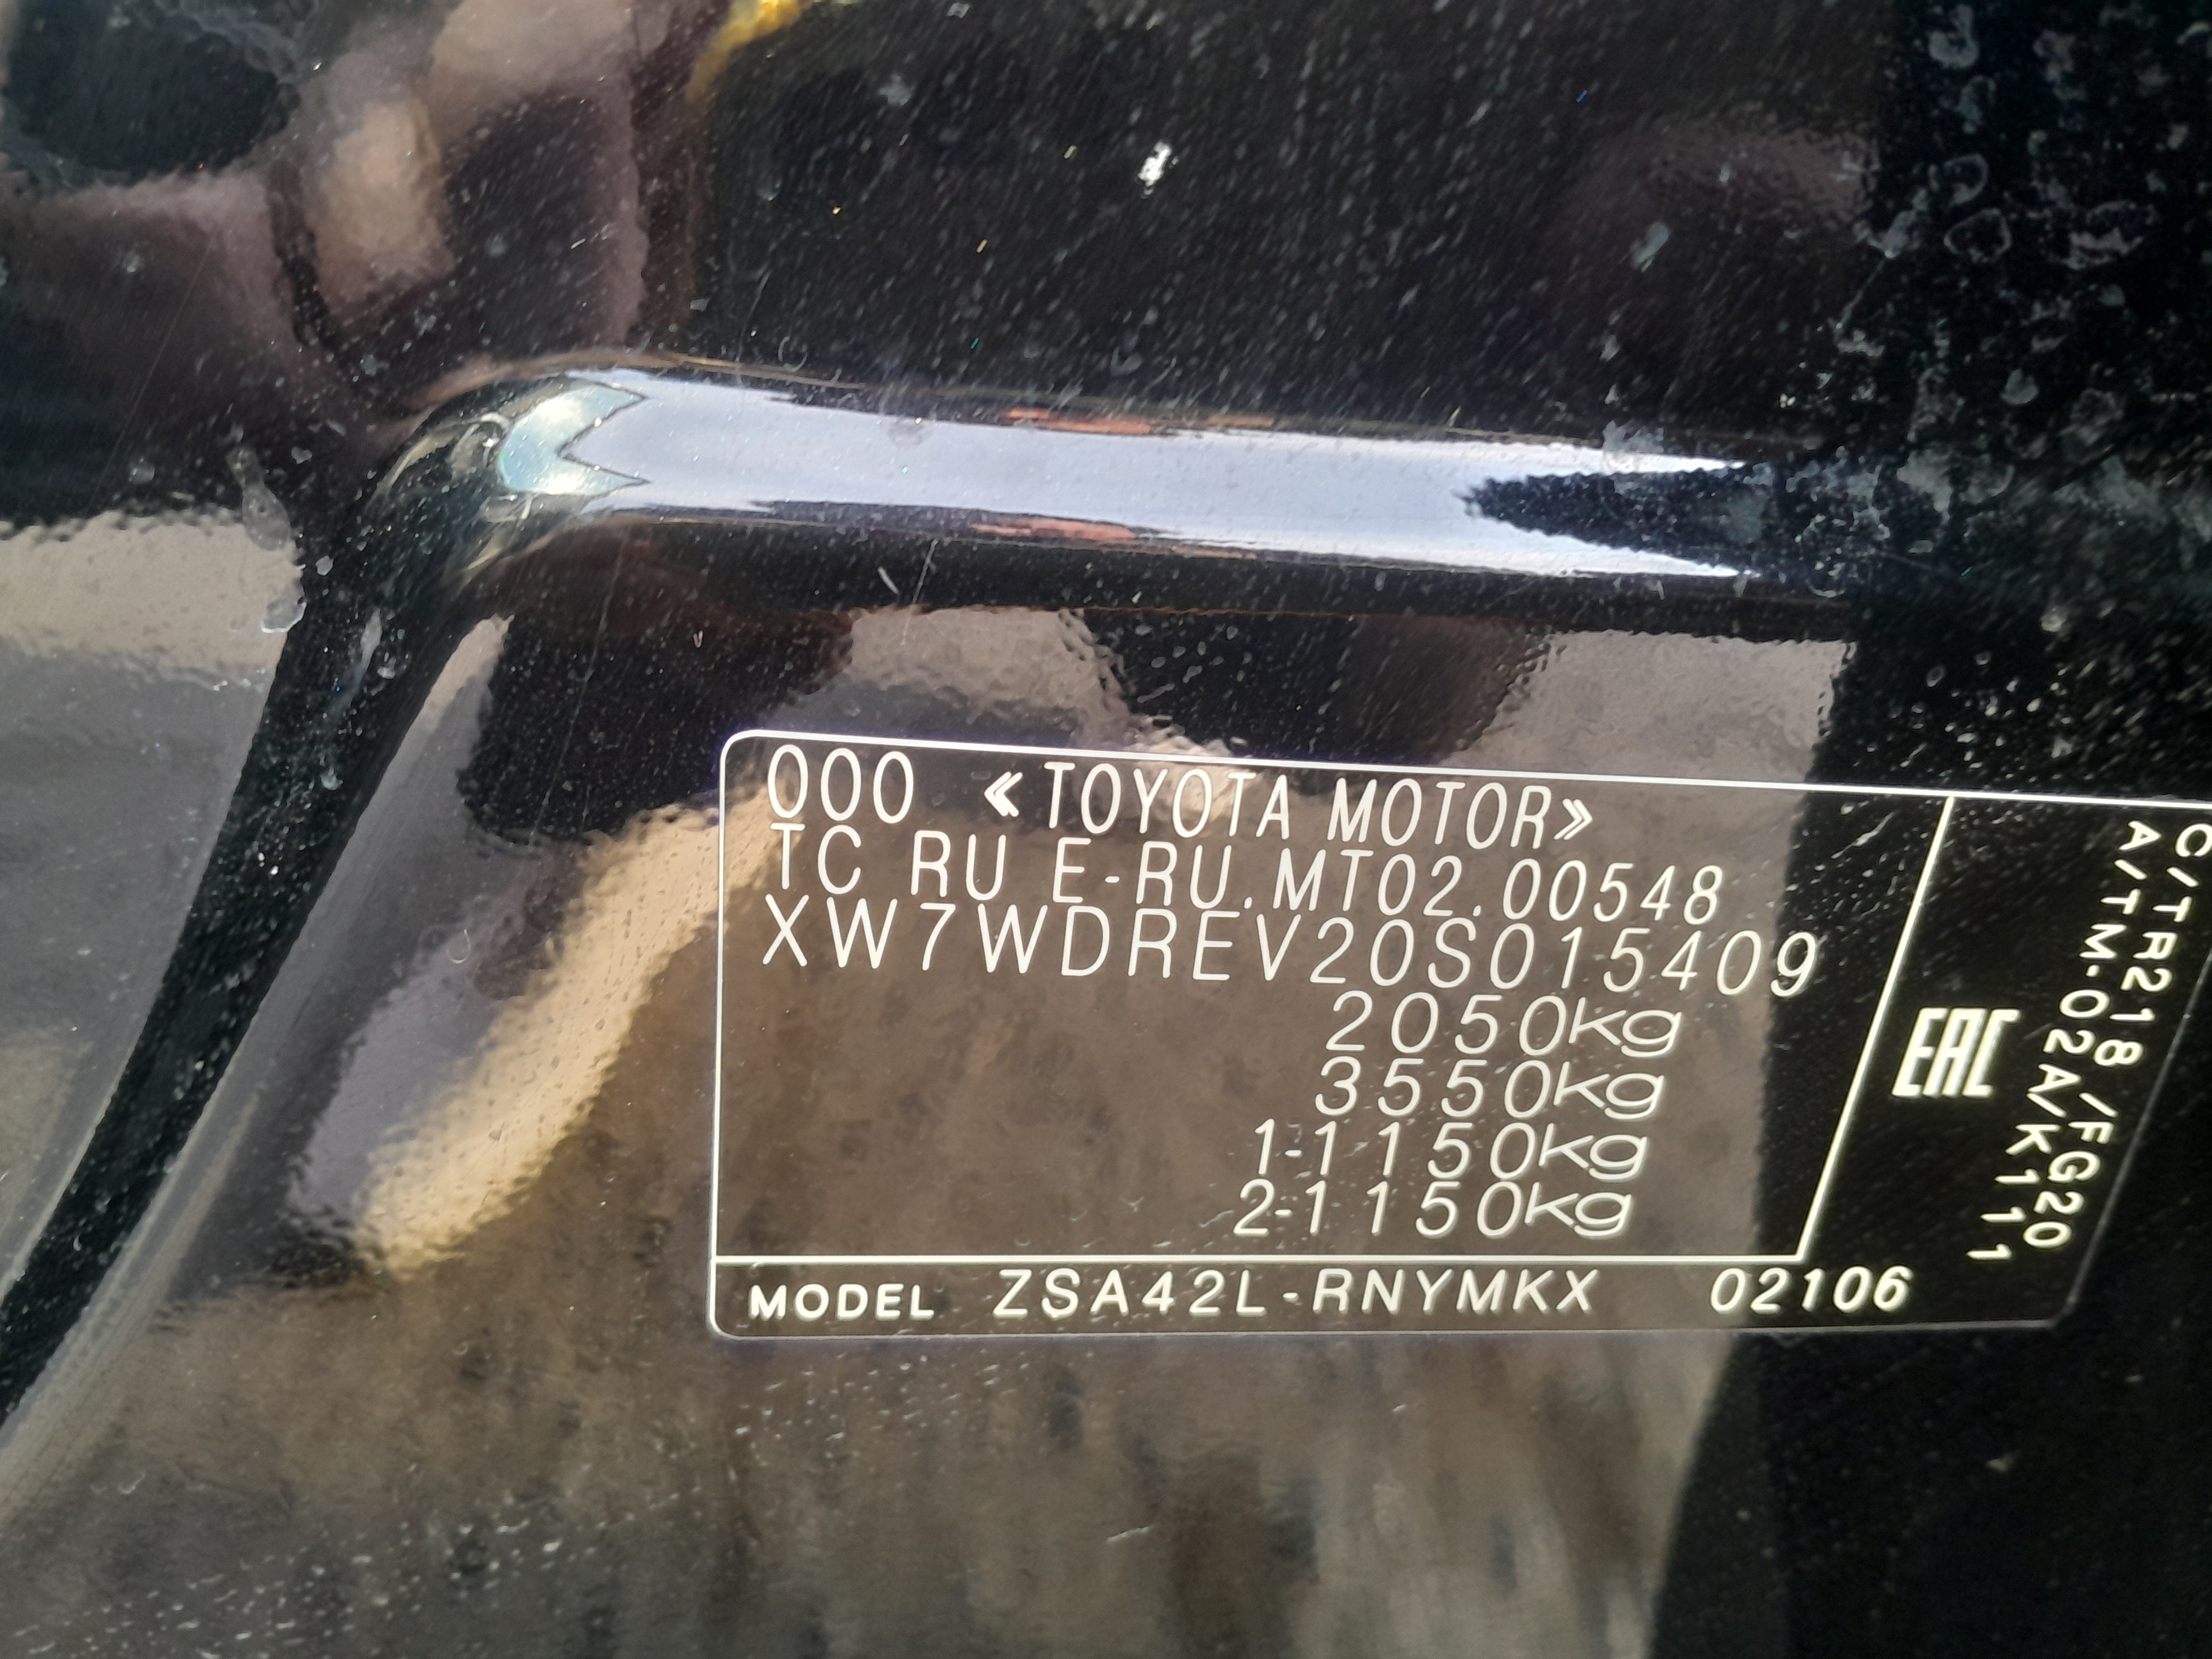 ООО «TOYOTA MOTOR»
TC RU E-RU.MT02.00548
XW7WDREV20S015409
2050kg
3550kg
1-1150kg
2-1150kg
MODEL ZSA42L-RNYMKX 02106
EAC
C/TR218/FG20
A/TM-02A/K111